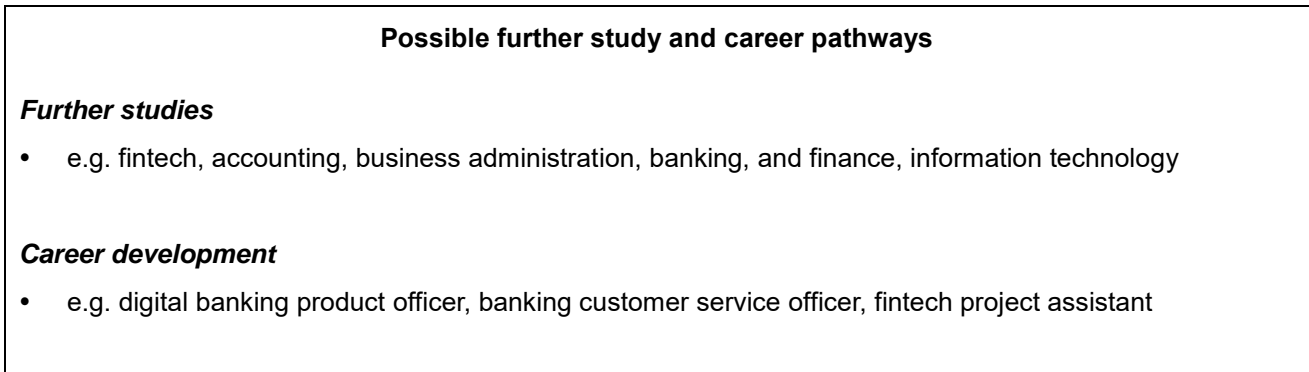 Possible further study and career pathways
Further studies
• e.g. fintech, accounting, business administration, banking, and finance, information technology
Career development
• e.g. digital banking product officer, banking customer service officer, fintech project assistant